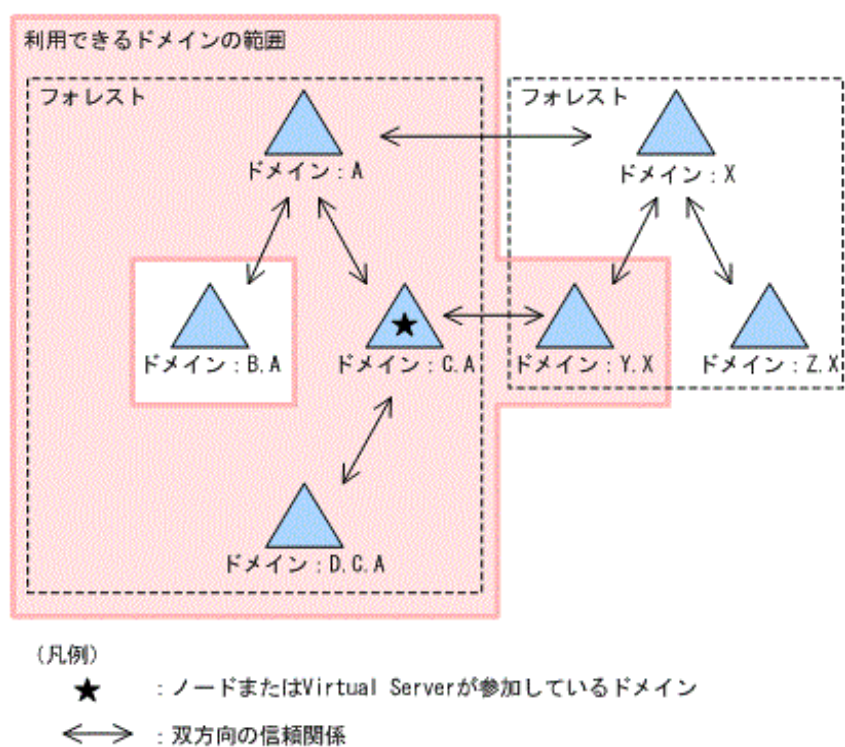 利用できるドメインの範囲
フォレスト
フォレスト
ドメイン：A
ドメイン：X
ドメイン：B.A
ドメイン：C.A
ドメイン：Y.X
ドメイン：Z.X
ドメイン：D.C.A
（凡例）
★ ：ノードまたはVirtual Serverが参加しているドメイン
：双方向の信頼関係